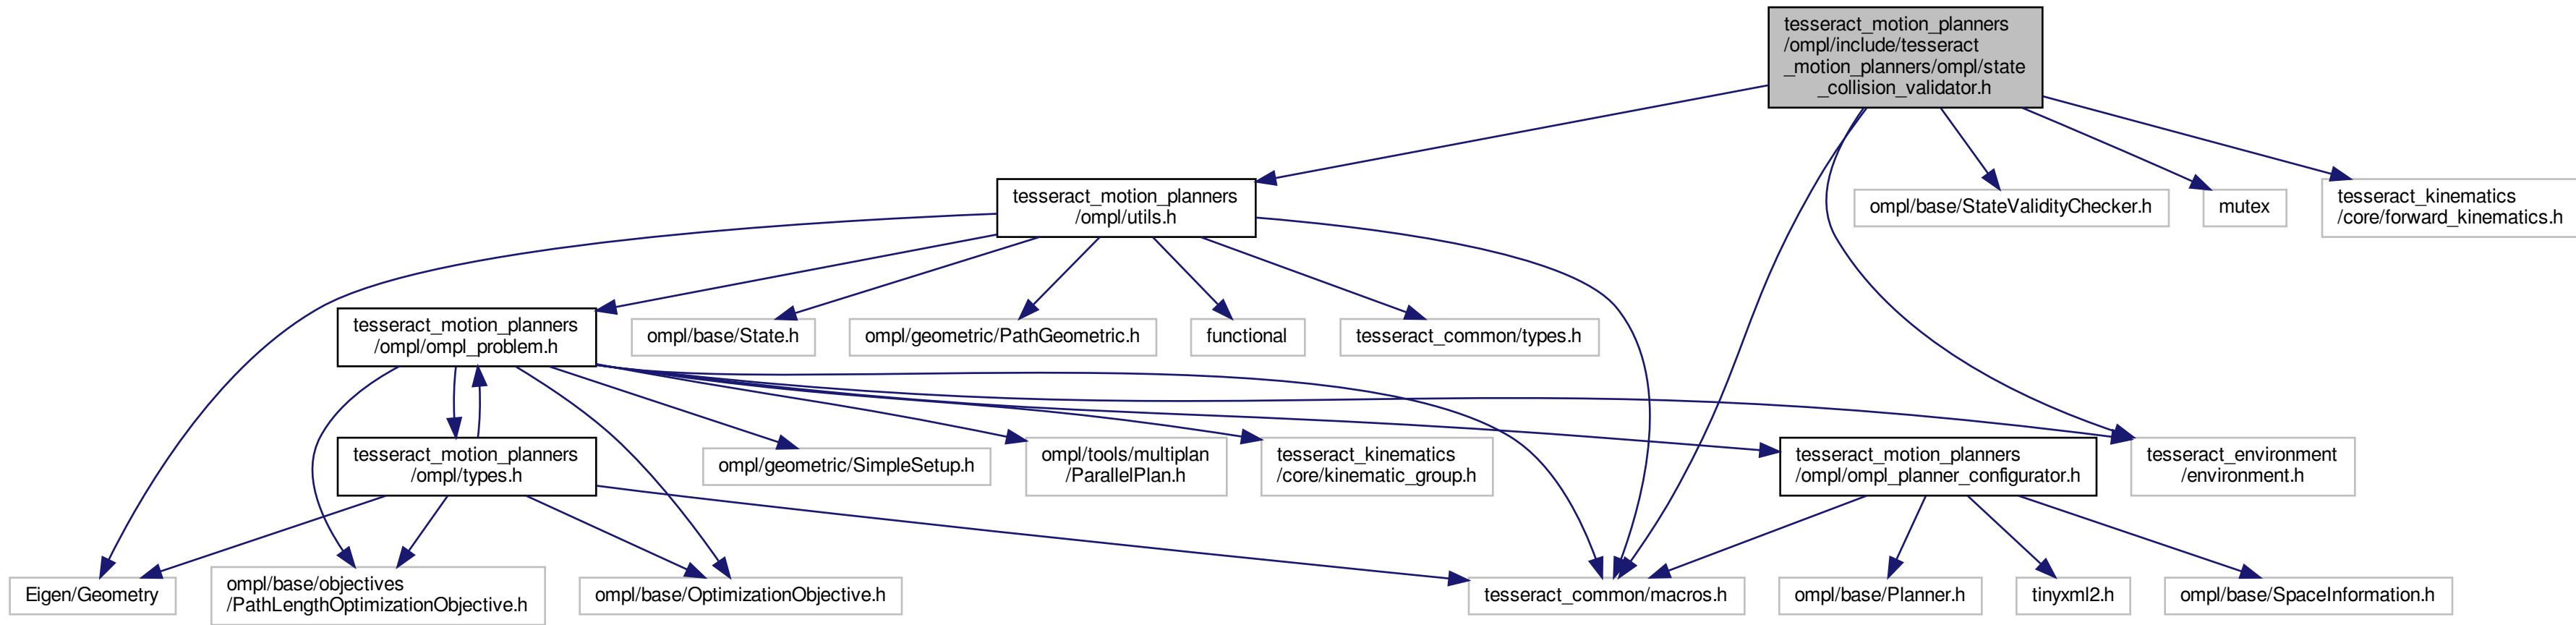 tesseract_motion_planners
/ompl/include/tesseract
_motion_planners/ompl/state
_collision_validator.h
tesseract_motion_planners
/ompl/utils.h
ompl/base/StateValidityChecker.h
mutex
tesseract_kinematics
/core/forward_kinematics.h
tesseract_motion_planners
/ompl/ompl_problem.h
ompl/base/State.h
ompl/geometric/PathGeometric.h
functional
tesseract_common/types.h
tesseract_motion_planners
/ompl/types.h
ompl/geometric/SimpleSetup.h
ompl/tools/multiplan
/ParallelPlan.h
tesseract_kinematics
/core/kinematic_group.h
tesseract_motion_planners
/ompl/ompl_planner_configurator.h
tesseract_environment
/environment.h
Eigen/Geometry
ompl/base/objectives
/PathLengthOptimizationObjective.h
ompl/base/OptimizationObjective.h
tesseract_common/macros.h
ompl/base/Planner.h
tinyxml2.h
ompl/base/SpaceInformation.h